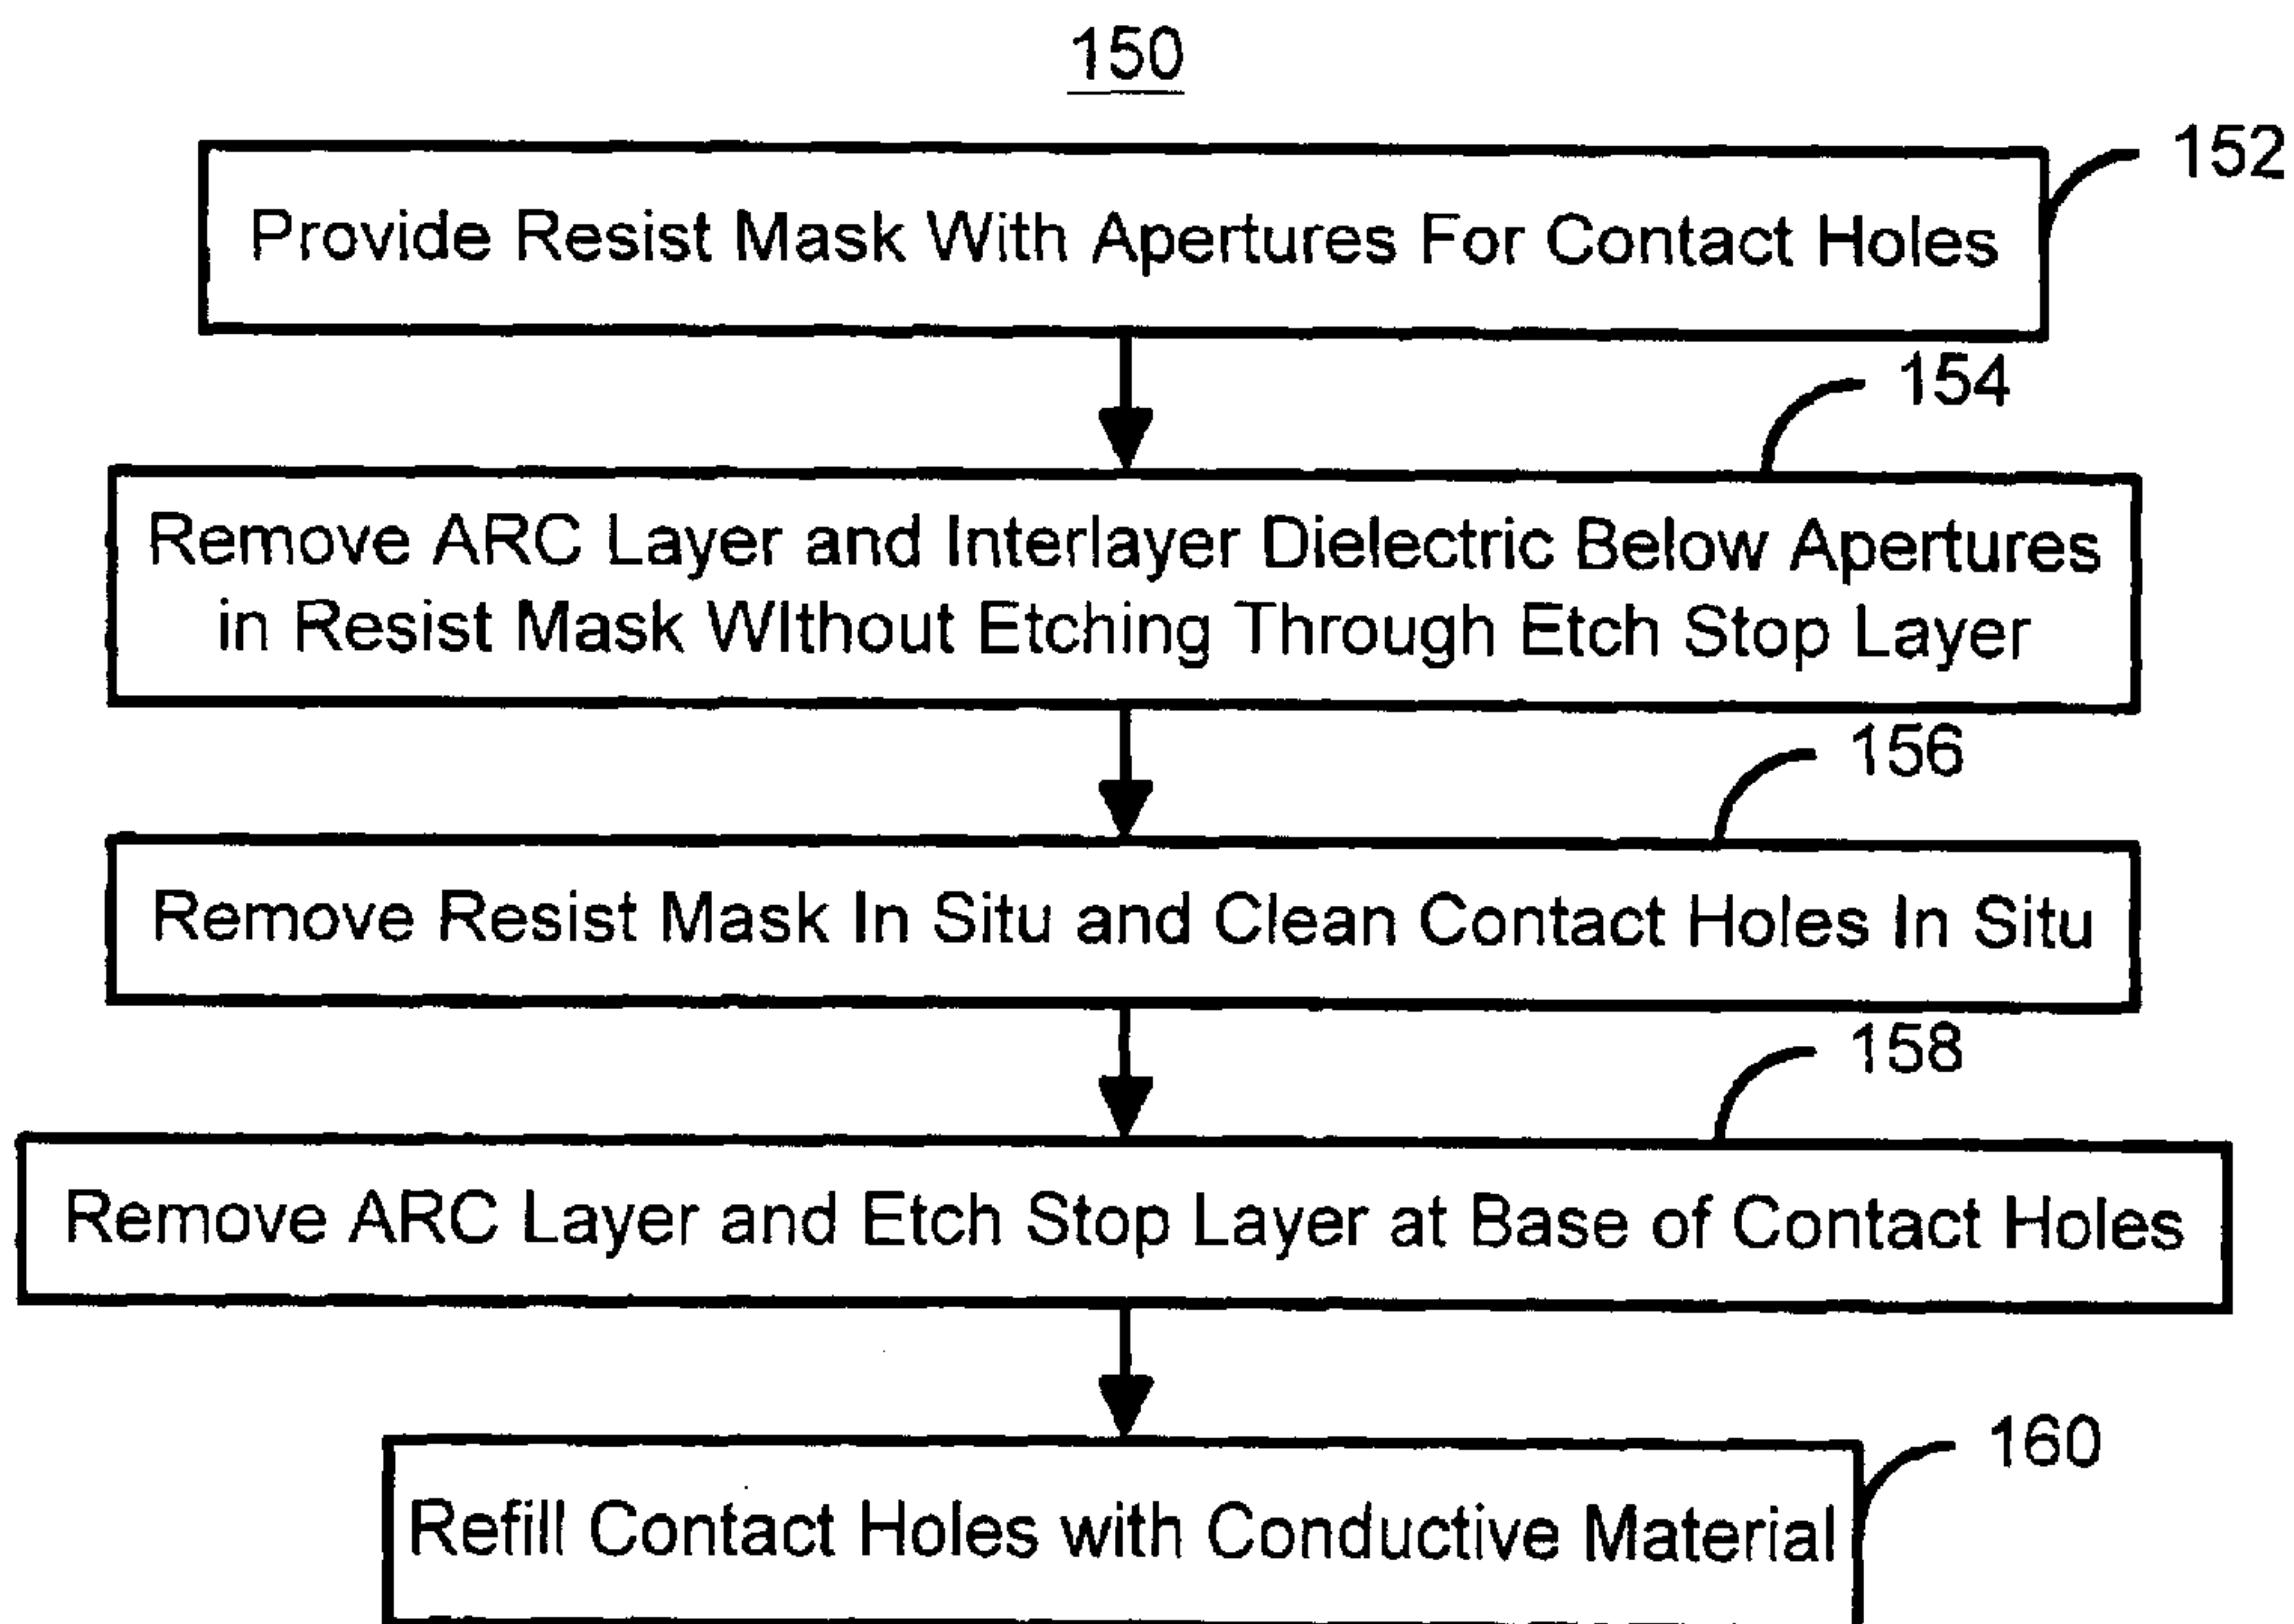 150
152
Provide Resist Mask With Apertures For Contact Holes
154
Remove ARC Layer and Interlayer Dielectric Below Apertures
in Resist Mask WIthout Etching Through Etch Stop Layer
156
Remove Resist Mask In Situ and Clean Contact Holes In Situ
158
Remove ARC Layer and Etch Stop Layer at Base of Contact Holes
160
Refill Contact Holes with Conductive Material